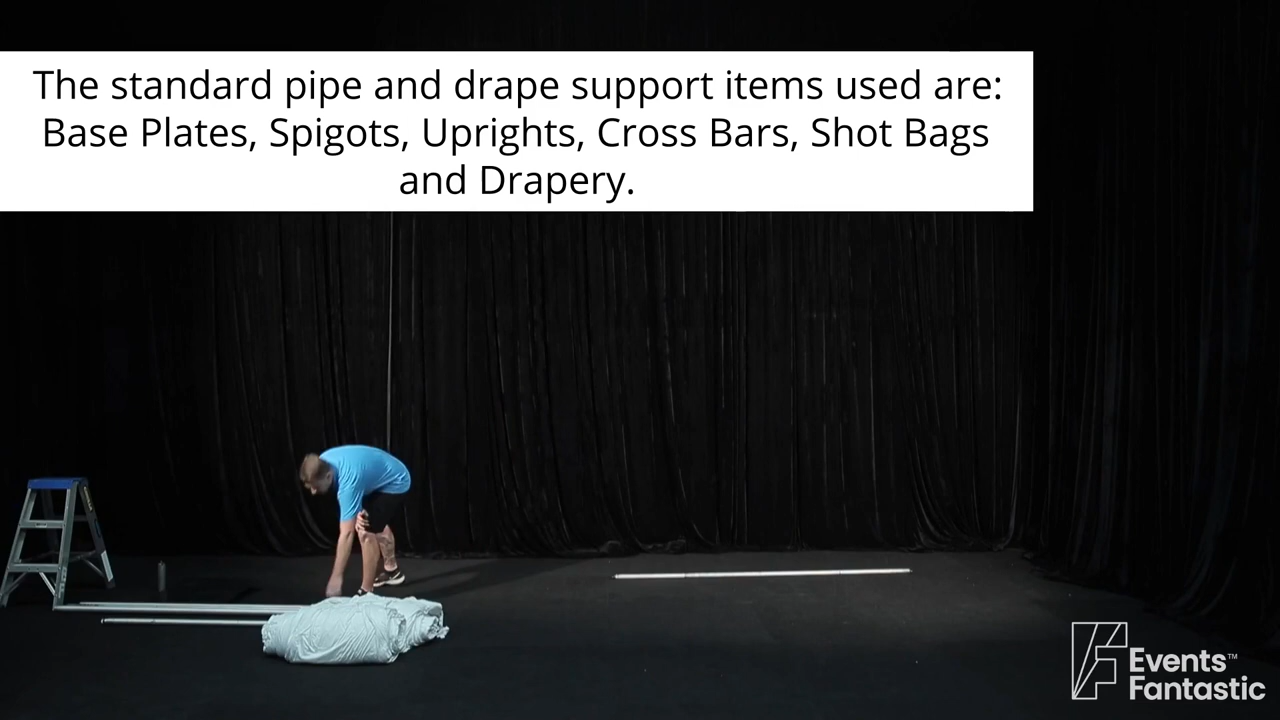 The standard pipe and drape support items used are:
Base Plates, Spigots, Uprights, Cross Bars, Shot Bags
and Drapery.
Events™
Fantastic